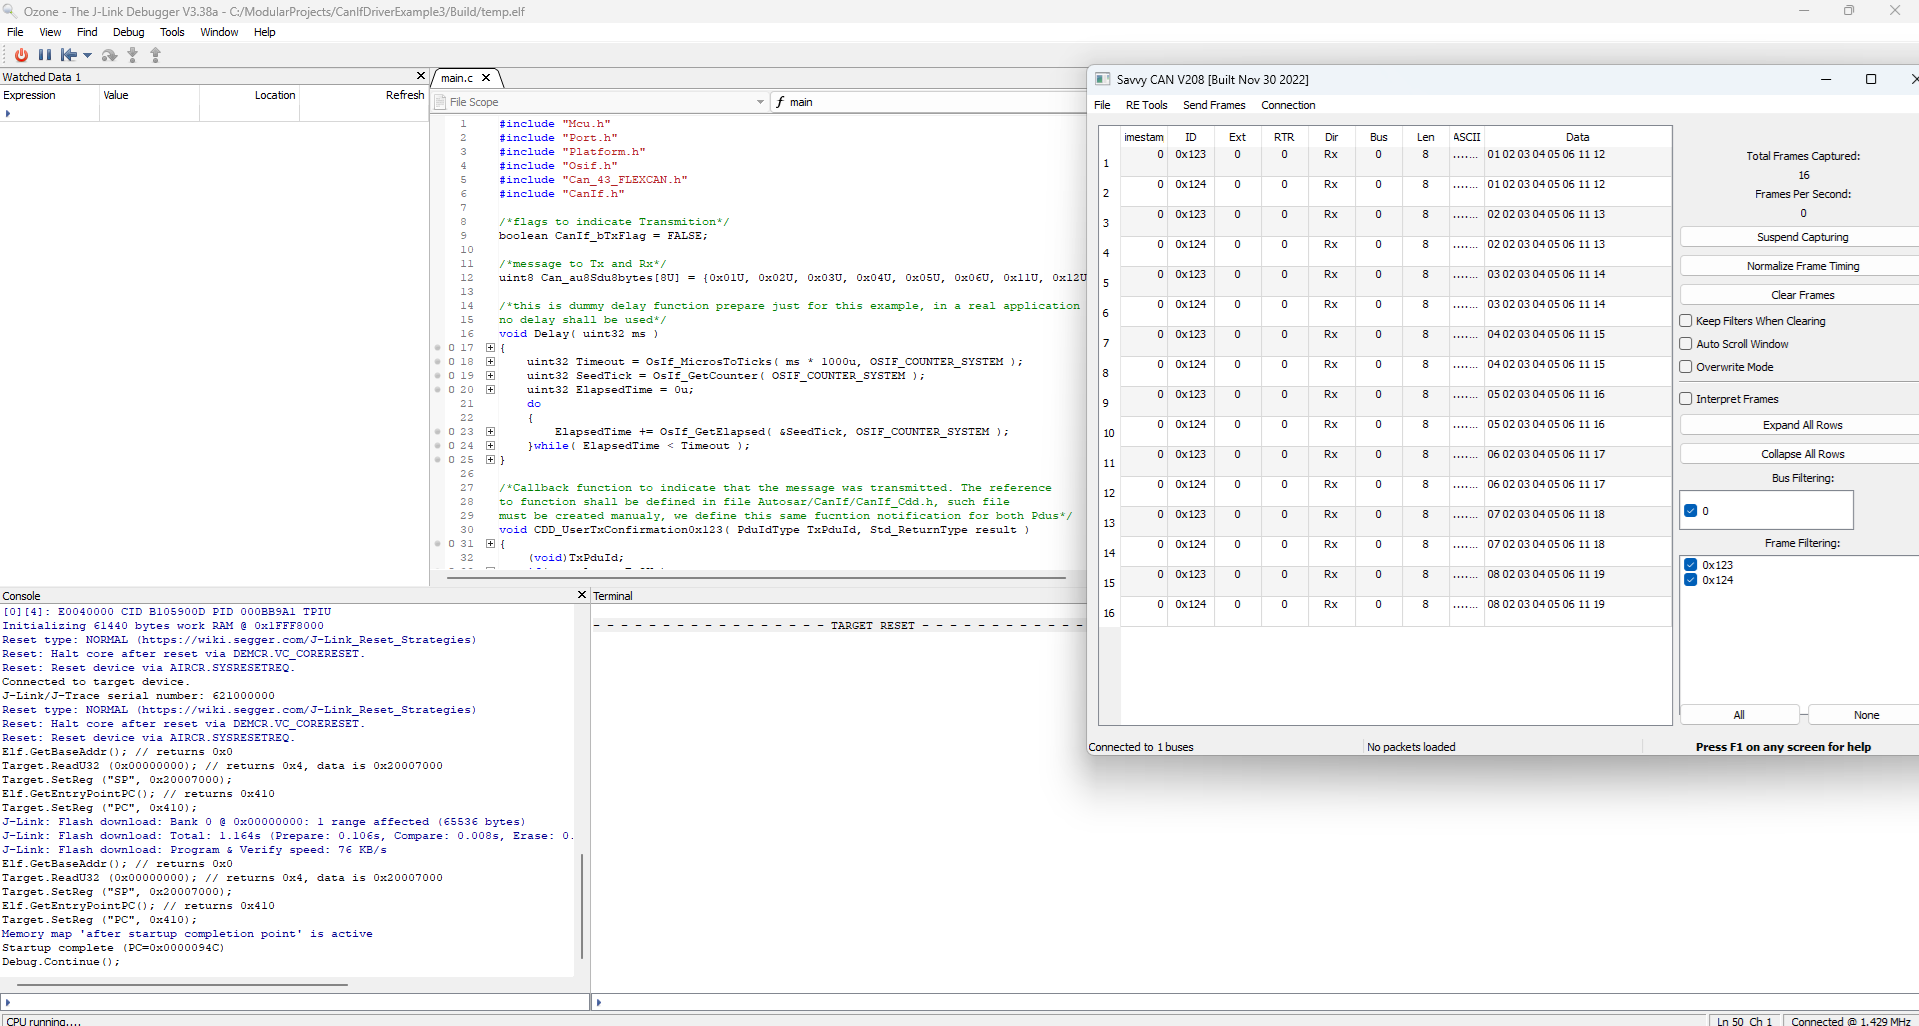 Ozone - The J-Link Debugger V3.38a - C:/ModularProjects/CanIfDriverExample3/Build/temp.elf
File View Find Debug Tools Window Help
Watched Data 1
Expression Value Location Refresh
main.c
File Scope
main
1 #include "Mcu.h"
2 #include "Port.h"
3 #include "Platform.h"
4 #include "Osif.h"
5 #include "Can_43_FLEXCAN.h"
6 #include "CanIf.h"
7
8 /*flags to indicate Transmition*/
9 boolean CanIf_bTxFlag = FALSE;
10
11 /*message to Tx and Rx*/
12 uint8 Can_au8Sdu8bytes[8U] = {0x01U, 0x02U, 0x03U, 0x04U, 0x05U, 0x06U, 0x11U, 0x12U
13
14 /*this is dummy delay function prepare just for this example, in a real application
15 no delay shall be used*/
16 void Delay( uint32 ms )
17 {
18 uint32 Timeout = OsIf_MicrosToTicks( ms * 1000u, OSIF_COUNTER_SYSTEM );
19 uint32 SeedTick = OsIf_GetCounter( OSIF_COUNTER_SYSTEM );
20 uint32 ElapsedTime = 0u;
21 do
22 {
23 ElapsedTime += OsIf_GetElapsed( &SeedTick, OSIF_COUNTER_SYSTEM );
24 }while( ElapsedTime < Timeout );
25 }
26
27 /*Callback function to indicate that the message was transmitted. The reference
28 to function shall be defined in file Autosar/CanIf/CanIf_Cdd.h, such file
29 must be created manualy, we define this same fucntion notification for both Pdus*/
30 void CDD_UserTxConfirmation0x123( PduIdType TxPduId, Std_ReturnType result )
31 {
32 (void)TxPduId;
Console
[0][4]: E0040000 CID B105900D PID 000BB9A1 TPIU
Initializing 61440 bytes work RAM @ 0x1FFF8000
Reset type: NORMAL (https://wiki.segger.com/J-Link_Reset_Strategies)
Reset: Halt core after reset via DEMCR.VC_CORERESET.
Reset: Reset device via AIRCR.SYSRESETREQ.
Connected to target device.
J-Link/J-Trace serial number: 621000000
Reset type: NORMAL (https://wiki.segger.com/J-Link_Reset_Strategies)
Reset: Halt core after reset via DEMCR.VC_CORERESET.
Reset: Reset device via AIRCR.SYSRESETREQ.
Elf.GetBaseAddr(); // returns 0x0
Target.ReadU32 (0x00000000); // returns 0x4, data is 0x20007000
Target.SetReg ("SP", 0x20007000);
Elf.GetEntryPointPC(); // returns 0x410
Target.SetReg ("PC", 0x410);
J-Link: Flash download: Bank 0 @ 0x00000000: 1 range affected (65536 bytes)
J-Link: Flash download: Total: 1.164s (Prepare: 0.106s, Compare: 0.008s, Erase: 0.
J-Link: Flash download: Program & Verify speed: 76 KB/s
Elf.GetBaseAddr(); // returns 0x0
Target.ReadU32 (0x00000000); // returns 0x4, data is 0x20007000
Target.SetReg ("SP", 0x20007000);
Elf.GetEntryPointPC(); // returns 0x410
Target.SetReg ("PC", 0x410);
Memory map 'after startup completion point' is active
Startup complete (PC=0x0000094C)
Debug.Continue();
Terminal
- - - - - - - - - - - - - - - - - TARGET RESET - - - - - - - - - - - -
Savvy CAN V208 [Built Nov 30 2022]
File RE Tools Send Frames Connection
imestam ID Ext RTR Dir Bus Len ASCII Data
1 0 0x123 0 0 Rx 0 8 ....... 01 02 03 04 05 06 11 12
2 0 0x124 0 0 Rx 0 8 ....... 01 02 03 04 05 06 11 12
3 0 0x123 0 0 Rx 0 8 ....... 02 02 03 04 05 06 11 13
4 0 0x124 0 0 Rx 0 8 ....... 02 02 03 04 05 06 11 13
5 0 0x123 0 0 Rx 0 8 ....... 03 02 03 04 05 06 11 14
6 0 0x124 0 0 Rx 0 8 ....... 03 02 03 04 05 06 11 14
7 0 0x123 0 0 Rx 0 8 ....... 04 02 03 04 05 06 11 15
8 0 0x124 0 0 Rx 0 8 ....... 04 02 03 04 05 06 11 15
9 0 0x123 0 0 Rx 0 8 ....... 05 02 03 04 05 06 11 16
10 0 0x124 0 0 Rx 0 8 ....... 05 02 03 04 05 06 11 16
11 0 0x123 0 0 Rx 0 8 ....... 06 02 03 04 05 06 11 17
12 0 0x124 0 0 Rx 0 8 ....... 06 02 03 04 05 06 11 17
13 0 0x123 0 0 Rx 0 8 ....... 07 02 03 04 05 06 11 18
14 0 0x124 0 0 Rx 0 8 ....... 07 02 03 04 05 06 11 18
15 0 0x123 0 0 Rx 0 8 ....... 08 02 03 04 05 06 11 19
16 0 0x124 0 0 Rx 0 8 ....... 08 02 03 04 05 06 11 19
Total Frames Captured:
16
Frames Per Second:
0
Suspend Capturing
Normalize Frame Timing
Clear Frames
Keep Filters When Clearing
Auto Scroll Window
Overwrite Mode
Interpret Frames
Expand All Rows
Collapse All Rows
Bus Filtering:
0
Frame Filtering:
0x123
0x124
All None
Connected to 1 buses No packets loaded Press F1 on any screen for help
CPU running.... Ln 50 Ch 1 Connected @ 1.429 MHz